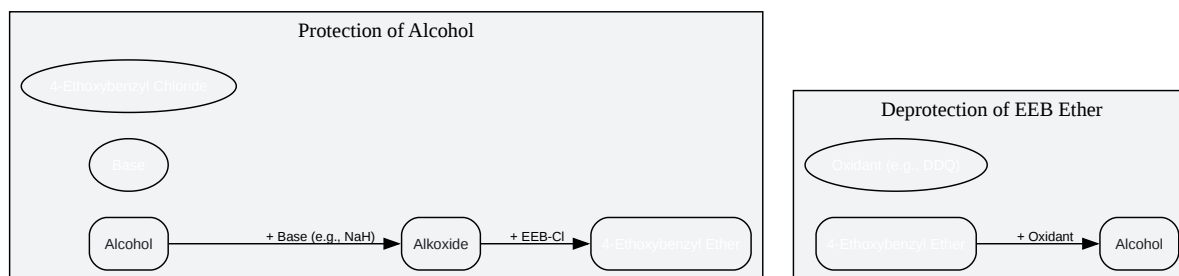 Protection of Alcohol
4-Ethoxybenzyl Chloride
Base
Alcohol
+ Base (e.g., NaH)
Alkoxide
+ EEB-Cl
4-Ethoxybenzyl Ether
Deprotection of EEB Ether
Oxidant (e.g., DDQ)
4-Ethoxybenzyl Ether
+ Oxidant
Alcohol